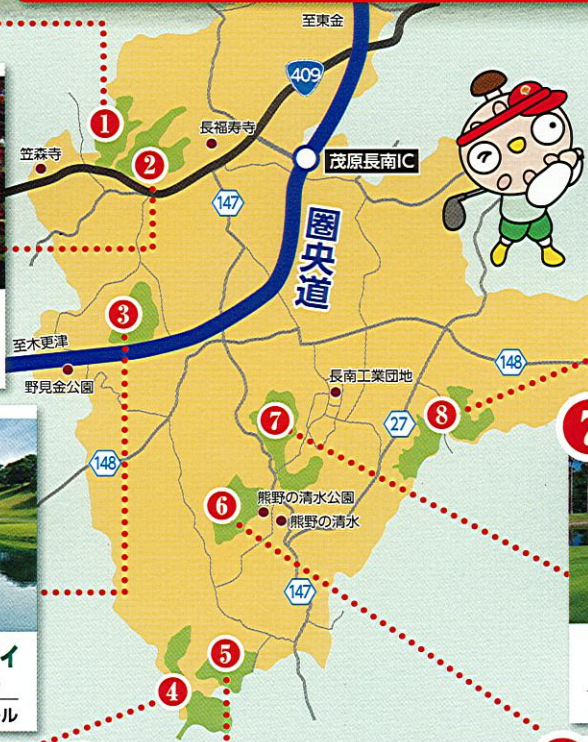 至東金
409
1
2
長福寺寺
笠森寺
茂原長南IC
147
圏央道
3
至木更津
野見金公園
長南工業団地
148
8
27
7
148
6
熊野の清水公園
熊野の清水
147
5
4
イ
ル